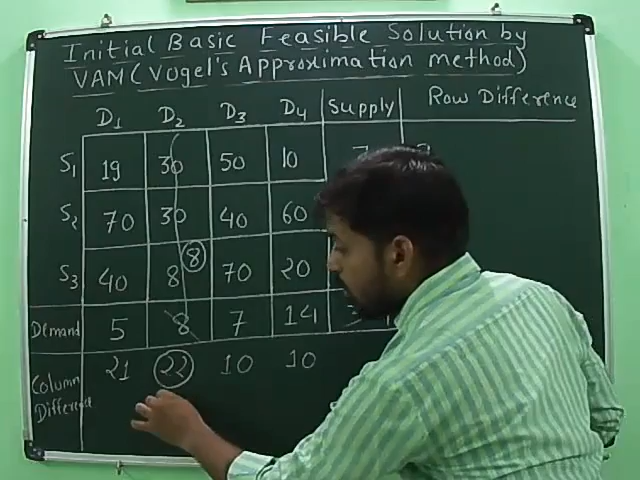 Initial Basic Feasible Solution by
VAM (Vogel's Approximation method)
D1 D2 D3 D4 Supply Row Difference
S1 19 30 50 10
S2 70 30 40 60
S3 40 8 8 70 20
Demand 5 8 7 14
Column Difference 21 22 10 10